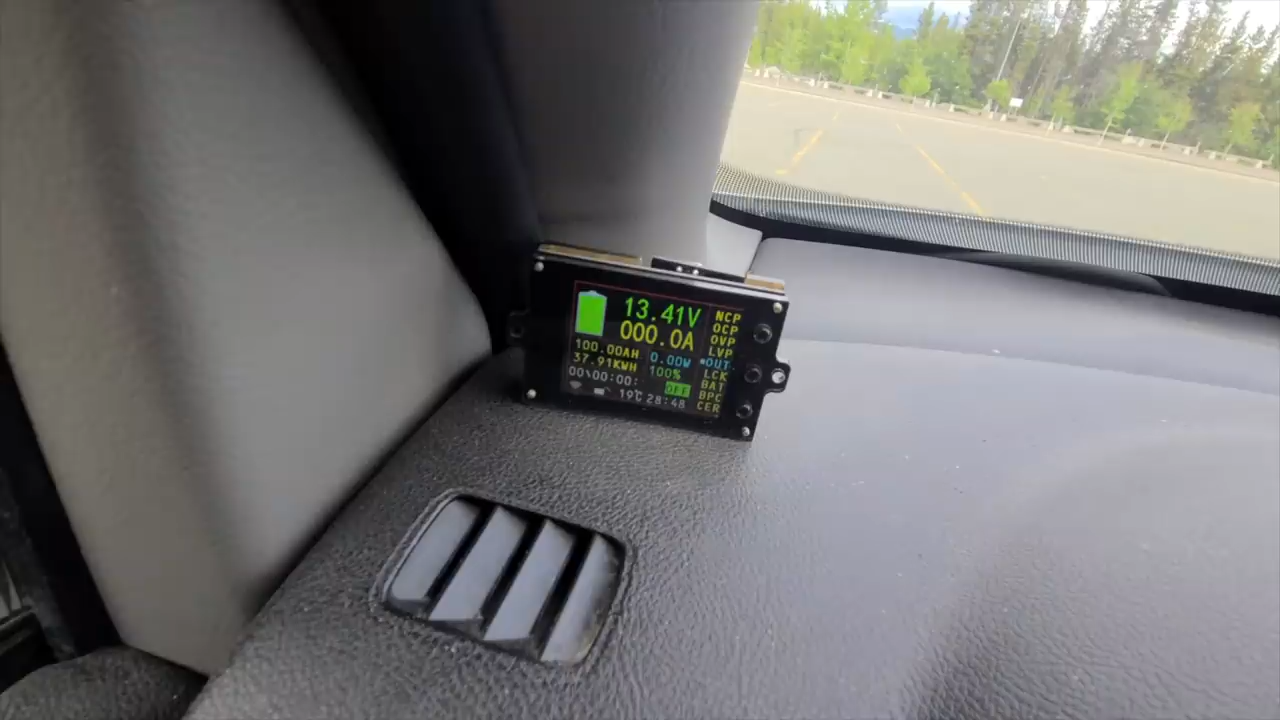 13.41V
000.0A
100.00AH
37.91KWH
00\00:00:
0.00W
100%
OFF
19℃ 28:48
NCP
OCP
OVP
LVP
OUT
LCK
BAT
BPC
CER